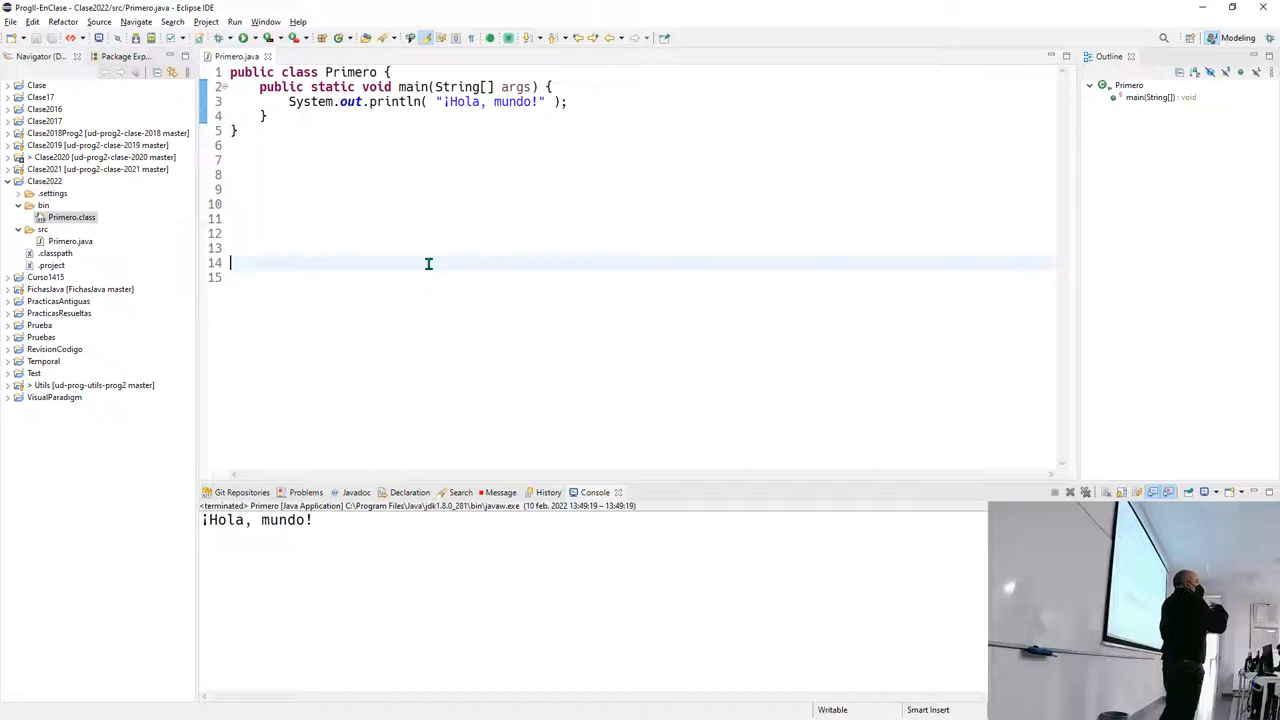 ProgII-EnClase - Clase2022/src/Primero.java - Eclipse IDE
File Edit Refactor Source Navigate Search Project Run Window Help
Modeling
Navigator (D...
Package Exp...
Primero.java
Outline
Clase
Clase17
Clase2016
Clase2017
Clase2018Prog2 [ud-prog2-clase-2018 master]
Clase2019 [ud-prog2-clase-2019 master]
> Clase2020 [ud-prog2-clase-2020 master]
Clase2021 [ud-prog2-clase-2021 master]
Clase2022
.settings
bin
Primero.class
src
Primero.java
.classpath
.project
Curso1415
FichasJava [FichasJava master]
PracticasAntiguas
PracticasResueltas
Prueba
Pruebas
RevisionCodigo
Temporal
Test
> Utils [ud-prog-utils-prog2 master]
VisualParadigm
1 public class Primero {
2 public static void main(String[] args) {
3 System.out.println( "¡Hola, mundo!" );
4 }
5 }
6
7
8
9
10
11
12
13
14
15
Primero
main(String[]) : void
Git Repositories Problems Javadoc Declaration Search Message History Console
<terminated> Primero [Java Application] C:\Program Files\Java\jdk1.8.0_281\bin\javaw.exe (10 feb. 2022 13:49:19 – 13:49:19)
¡Hola, mundo!
Writable
Smart Insert